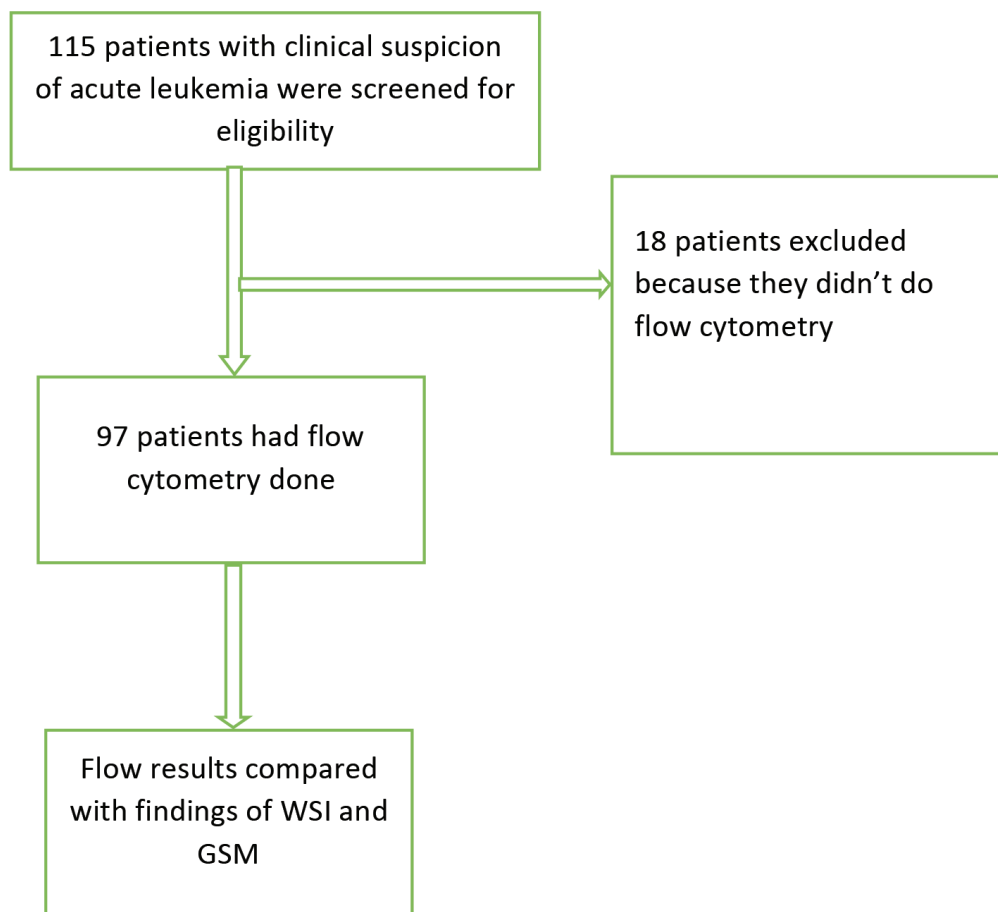 115 patients with clinical suspicion
of acute leukemia were screened for
eligibility
18 patients excluded
because they didn’t do
flow cytometry
97 patients had flow
cytometry done
Flow results compared
with findings of WSI and
GSM